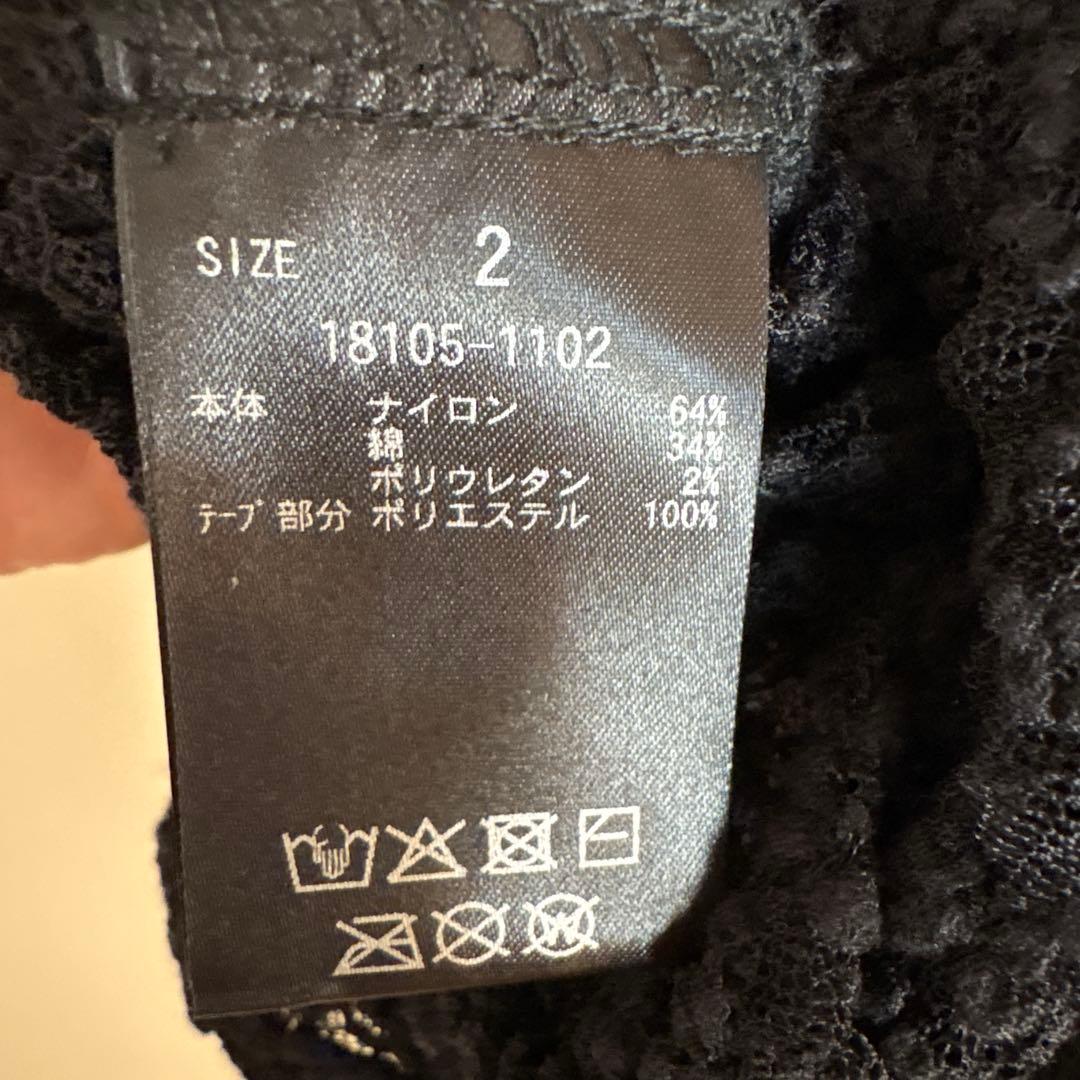 SIZE 2
18105-1102
本体 ナイロン 64%
綿 34%
ポリウレタン 2%
テープ部分 ポリエステル 100%
W